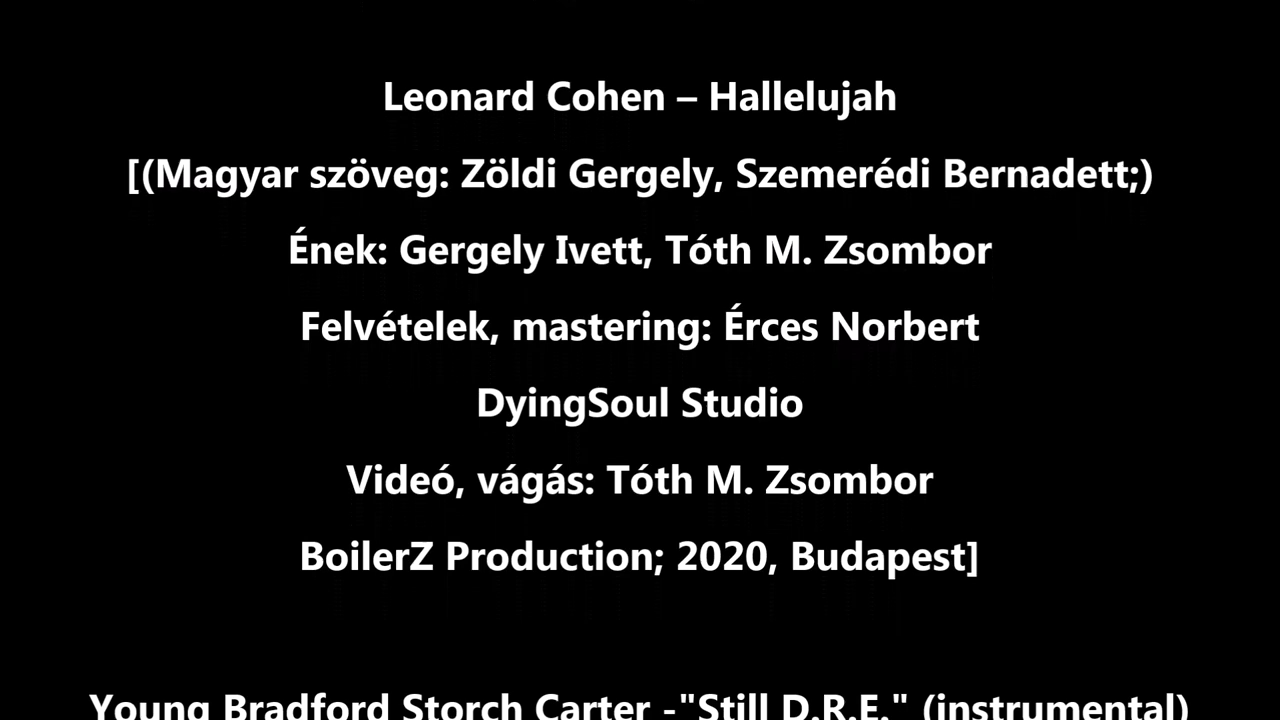 Leonard Cohen – Hallelujah
[(Magyar szöveg: Zöldi Gergely, Szemerédi Bernadett;)
Ének: Gergely Ivett, Tóth M. Zsombor
Felvételek, mastering: Érces Norbert
DyingSoul Studio
Videó, vágás: Tóth M. Zsombor
BoilerZ Production; 2020, Budapest]
Young Bradford Storch Carter -"Still D.R.E." (instrumental)